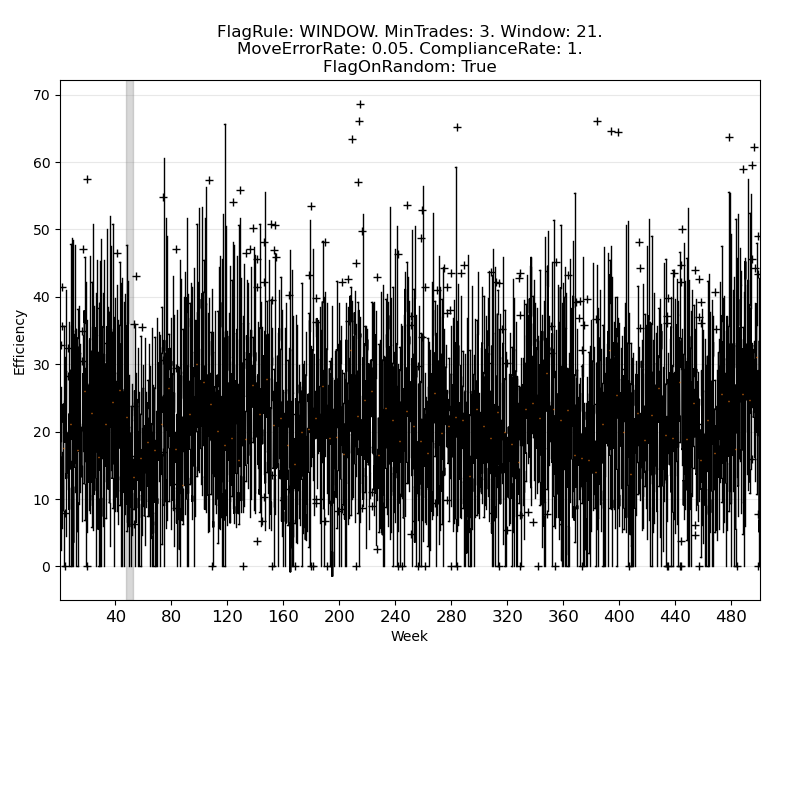 FlagRule: WINDOW. MinTrades: 3. Window: 21.
MoveErrorRate: 0.05. ComplianceRate: 1.
FlagOnRandom: True
70
60
50
40
30
20
10
0
Efficiency
40 80 120 160 200 240 280 320 360 400 440 480
Week